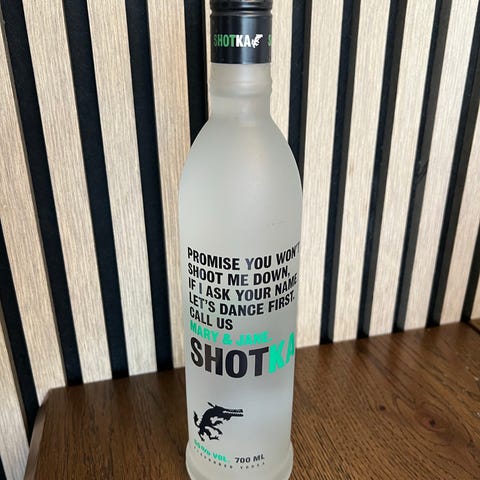 SHOTKA S
PROMISE YOU WON'T
SHOOT ME DOWN,
IF I ASK YOUR NAME
LET'S DANCE FIRST.
CALL US
MARY & JANE
SHOTKA
700 ML
VODKA